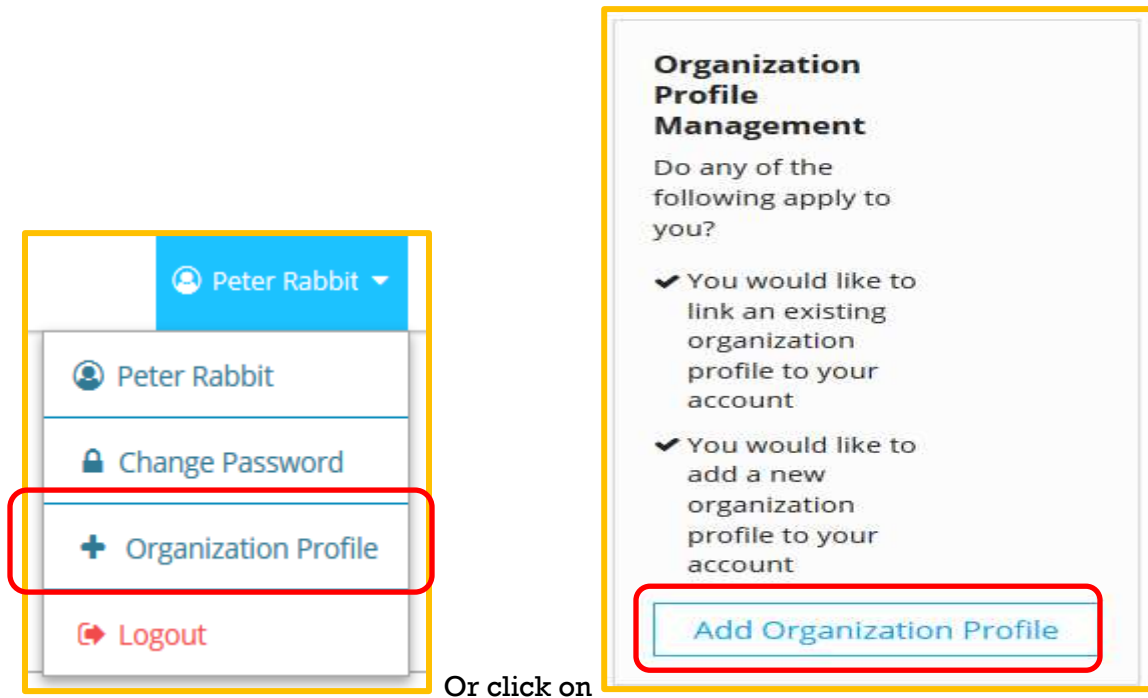 Peter Rabbit
Peter Rabbit
Change Password
Organization Profile
Logout
Or click on
Organization
Profile
Management
Do any of the
following apply to
you?
You would like to
link an existing
organization
profile to your
account
You would like to
add a new
organization
profile to your
account
Add Organization Profile